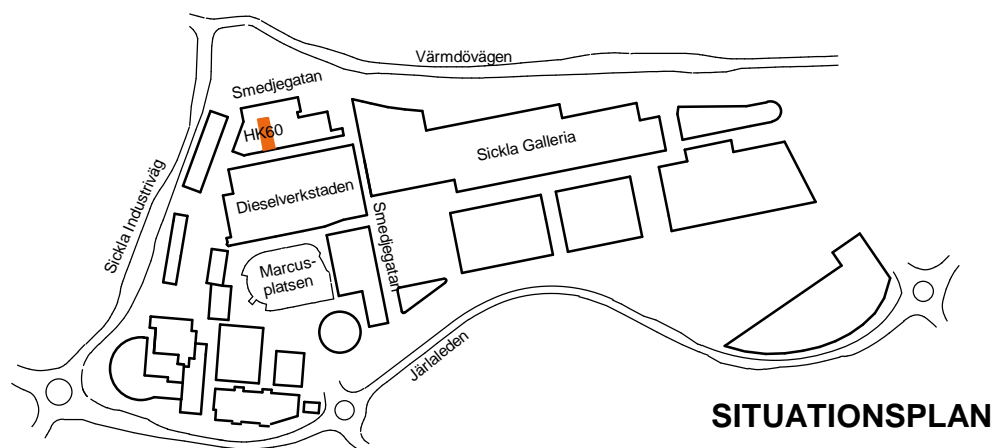 Värmdövägen
Smedjegatan
HK60
Sickla Galleria
Dieselverkstaden
Sickla Industriväg
Smedjegatan
Marcus-
platsen
Järlaleden
SITUATIONSPLAN